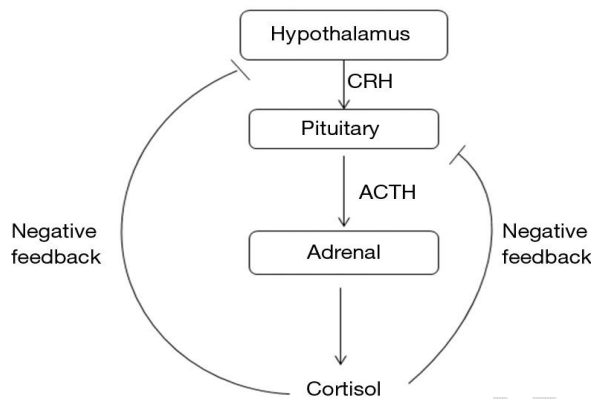 Hypothalamus
CRH
Pituitary
ACTH
Negative
feedback
Negative
feedback
Adrenal
Cortisol